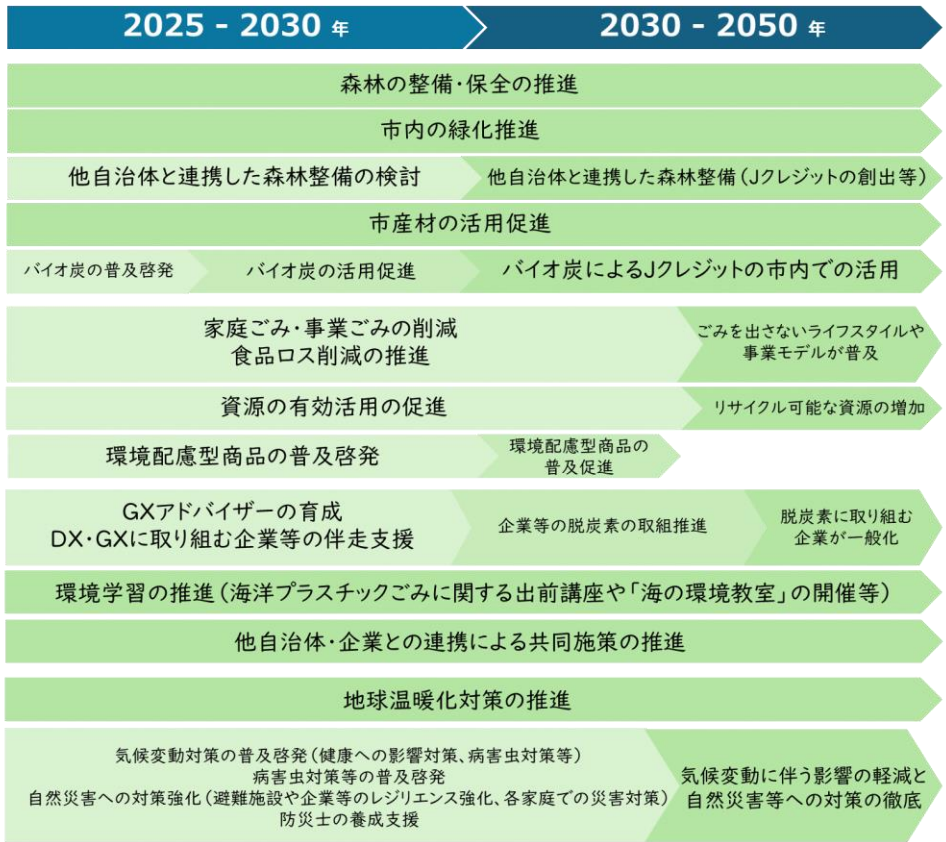 2025 - 2030 年
2030 - 2050 年
森林の整備・保全の推進
市内の緑化推進
他自治体と連携した森林整備の検討
他自治体と連携した森林整備(Jクレジットの創出等)
市産材の活用促進
バイオ炭の普及啓発
バイオ炭の活用促進
バイオ炭によるJクレジットの市内での活用
家庭ごみ・事業ごみの削減
食品ロス削減の推進
ごみを出さないライフスタイルや
事業モデルが普及
資源の有効活用の促進
リサイクル可能な資源の増加
環境配慮型商品の普及啓発
環境配慮型商品の
普及促進
GXアドバイザーの育成
DX・GXに取り組む企業等の伴走支援
企業等の脱炭素の取組推進
脱炭素に取り組む
企業が一般化
環境学習の推進(海洋プラスチックごみに関する出前講座や「海の環境教室」の開催等)
他自治体・企業との連携による共同施策の推進
地球温暖化対策の推進
気候変動対策の普及啓発(健康への影響対策、病害虫対策等)
病害虫対策等の普及啓発
自然災害への対策強化(避難施設や企業等のレジリエンス強化、各家庭での災害対策)
防災士の養成支援
気候変動に伴う影響の軽減と
自然災害等への対策の徹底